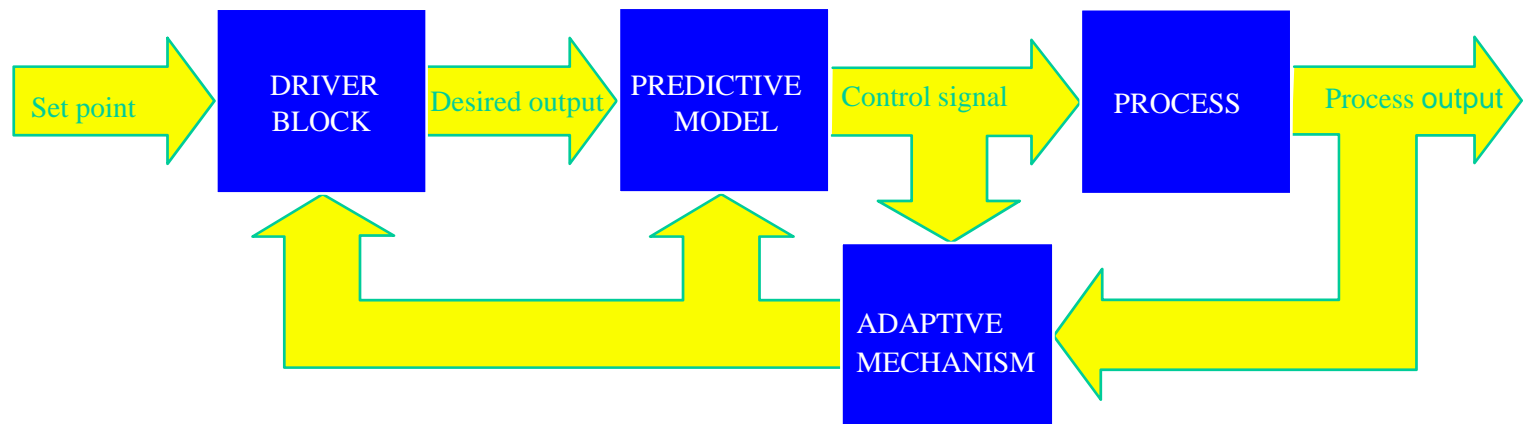 Set point
DRIVER
BLOCK
Desired output
PREDICTIVE
MODEL
Control signal
PROCESS
Process output
ADAPTIVE
MECHANISM